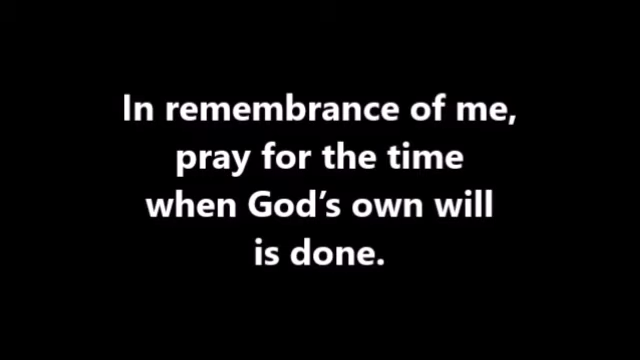 In remembrance of me,
pray for the time
when God’s own will
is done.